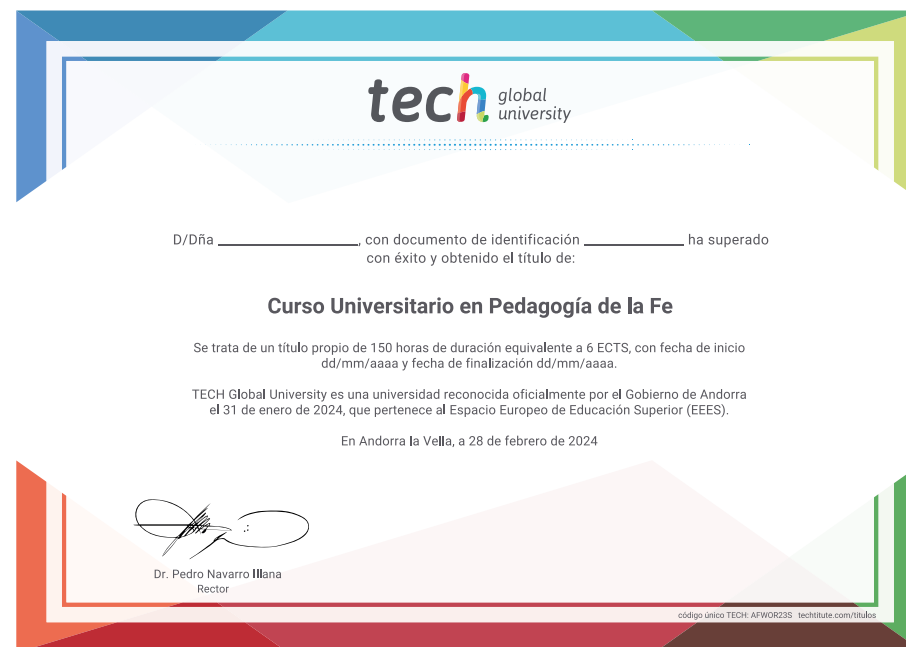 tech global university
D/Dña ____________________, con documento de identificación ______________ ha superado
con éxito y obtenido el título de:
Curso Universitario en Pedagogía de la Fe
Se trata de un título propio de 150 horas de duración equivalente a 6 ECTS, con fecha de inicio
dd/mm/aaaa y fecha de finalización dd/mm/aaaa.
TECH Global University es una universidad reconocida oficialmente por el Gobierno de Andorra
el 31 de enero de 2024, que pertenece al Espacio Europeo de Educación Superior (EEES).
En Andorra la Vella, a 28 de febrero de 2024
Dr. Pedro Navarro Illana
Rector
código único TECH: AFWOR23S techtitute.com/titulos